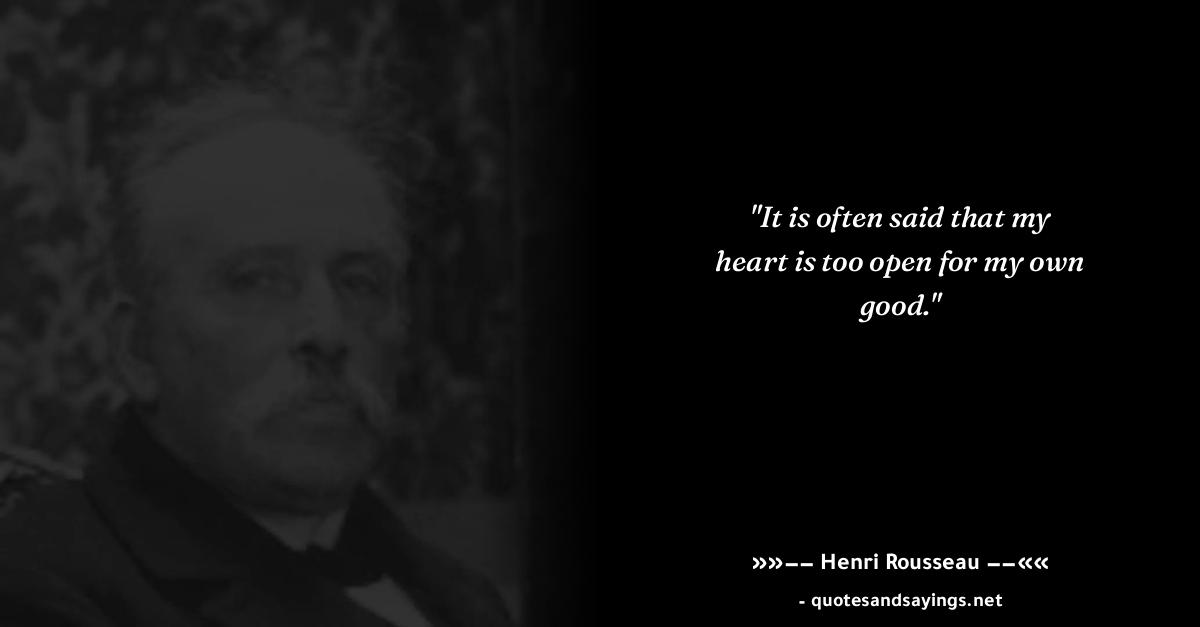 "It is often said that my
heart is too open for my own
good."
»»−− Henri Rousseau −−««
- quotesandsayings.net